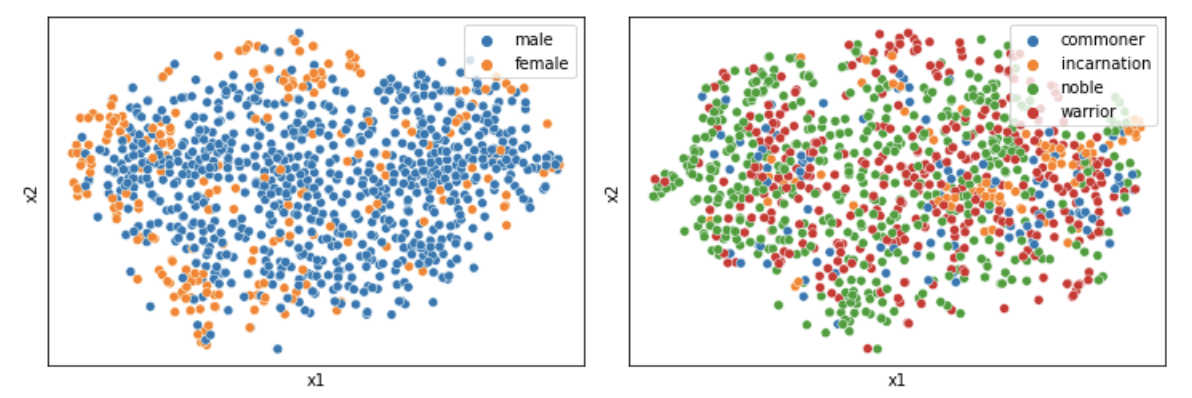 male
female
x2
x1
commoner
incarnation
noble
warrior
x2
x1